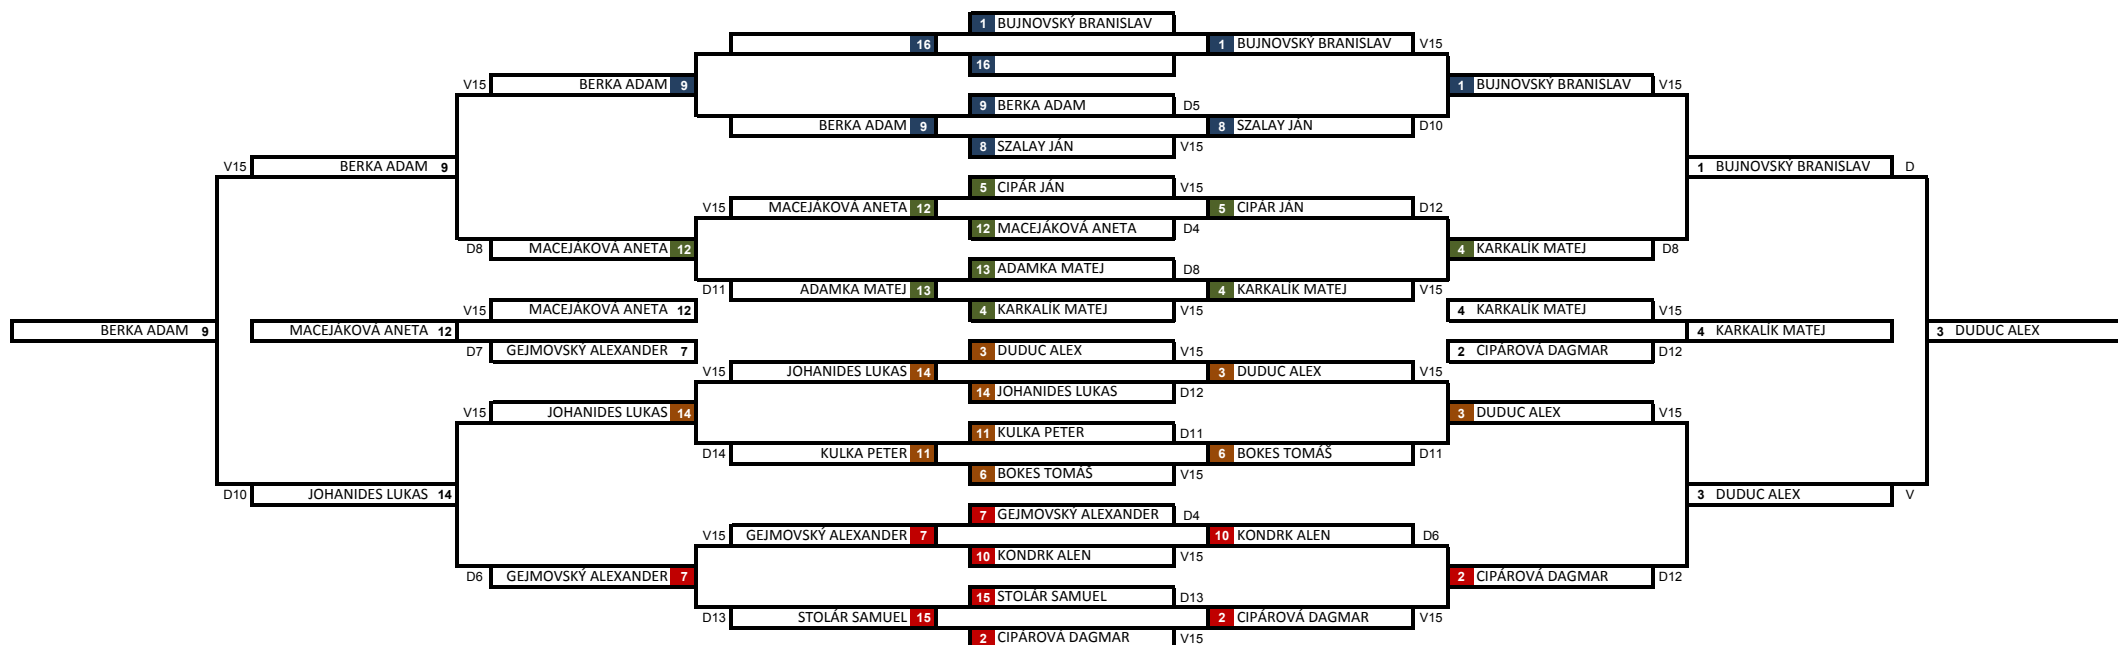 1 BUJNOVSKÝ BRANISLAV
16 1 BUJNOVSKÝ BRANISLAV V15
16
V15 BERKA ADAM 9 1 BUJNOVSKÝ BRANISLAV V15
9 BERKA ADAM D5
BERKA ADAM 9 8 SZALAY JÁN D10
8 SZALAY JÁN V15
V15 BERKA ADAM 9 1 BUJNOVSKÝ BRANISLAV D
5 CIPÁR JÁN V15
V15 MACEJÁKOVÁ ANETA 12 5 CIPÁR JÁN D12
12 MACEJÁKOVÁ ANETA D4
D8 MACEJÁKOVÁ ANETA 12 4 KARKALÍK MATEJ D8
13 ADAMKA MATEJ D8
D11 ADAMKA MATEJ 13 4 KARKALÍK MATEJ V15
V15 MACEJÁKOVÁ ANETA 12 4 KARKALÍK MATEJ V15 4 KARKALÍK MATEJ V15
BERKA ADAM 9 MACEJÁKOVÁ ANETA 12 4 KARKALÍK MATEJ 3 DUDUC ALEX
D7 GEJMOVSKÝ ALEXANDER 7 3 DUDUC ALEX V15 2 CIPÁROVÁ DAGMAR D12
V15 JOHANIDES LUKAS 14 3 DUDUC ALEX V15
14 JOHANIDES LUKAS D12
V15 JOHANIDES LUKAS 14 3 DUDUC ALEX V15
11 KULKA PETER D11
D14 KULKA PETER 11 6 BOKES TOMÁŠ D11
6 BOKES TOMÁŠ V15
D10 JOHANIDES LUKAS 14 3 DUDUC ALEX V
7 GEJMOVSKÝ ALEXANDER D4
V15 GEJMOVSKÝ ALEXANDER 7 10 KONDRK ALEN D6
10 KONDRK ALEN V15
D6 GEJMOVSKÝ ALEXANDER 7 2 CIPÁROVÁ DAGMAR D12
15 STOLÁR SAMUEL D13
D13 STOLÁR SAMUEL 15 2 CIPÁROVÁ DAGMAR V15
2 CIPÁROVÁ DAGMAR V15